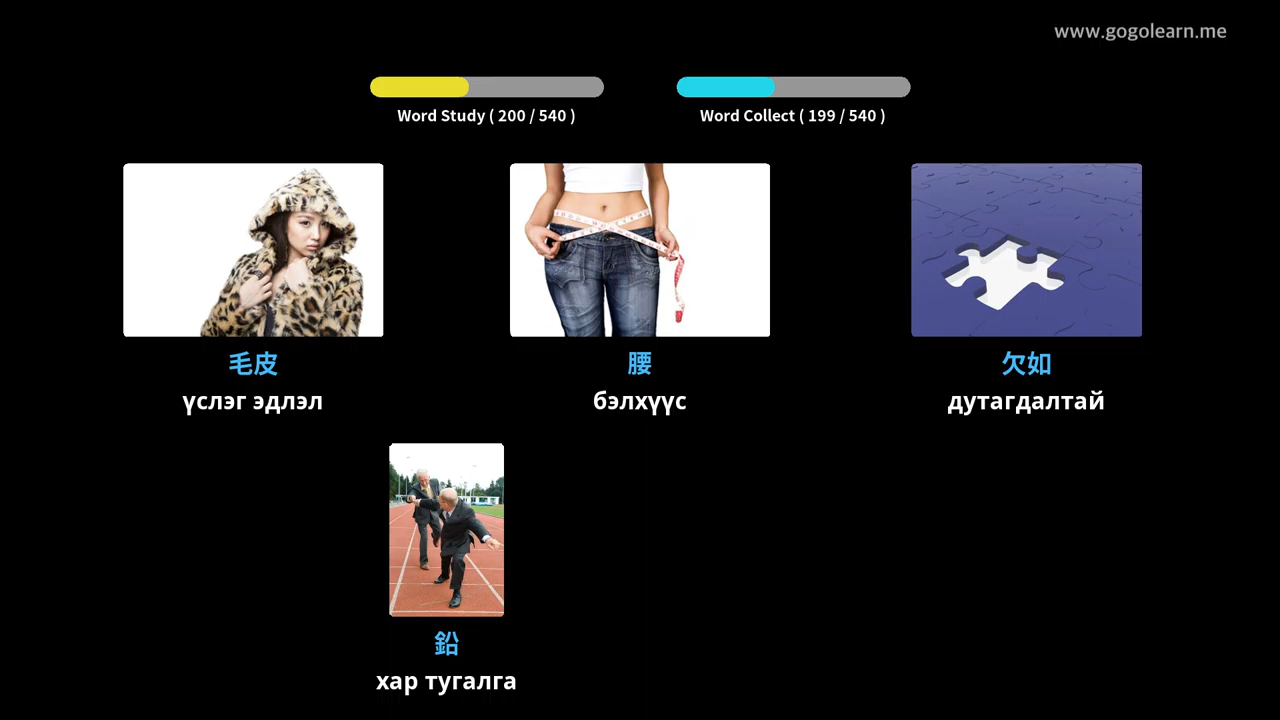 www.gogolearn.me
Word Study ( 200 / 540 )
Word Collect ( 199 / 540 )
毛皮
үслэг эдлэл
腰
бэлхүүс
欠如
дутагдалтай
鉛
хар тугалга